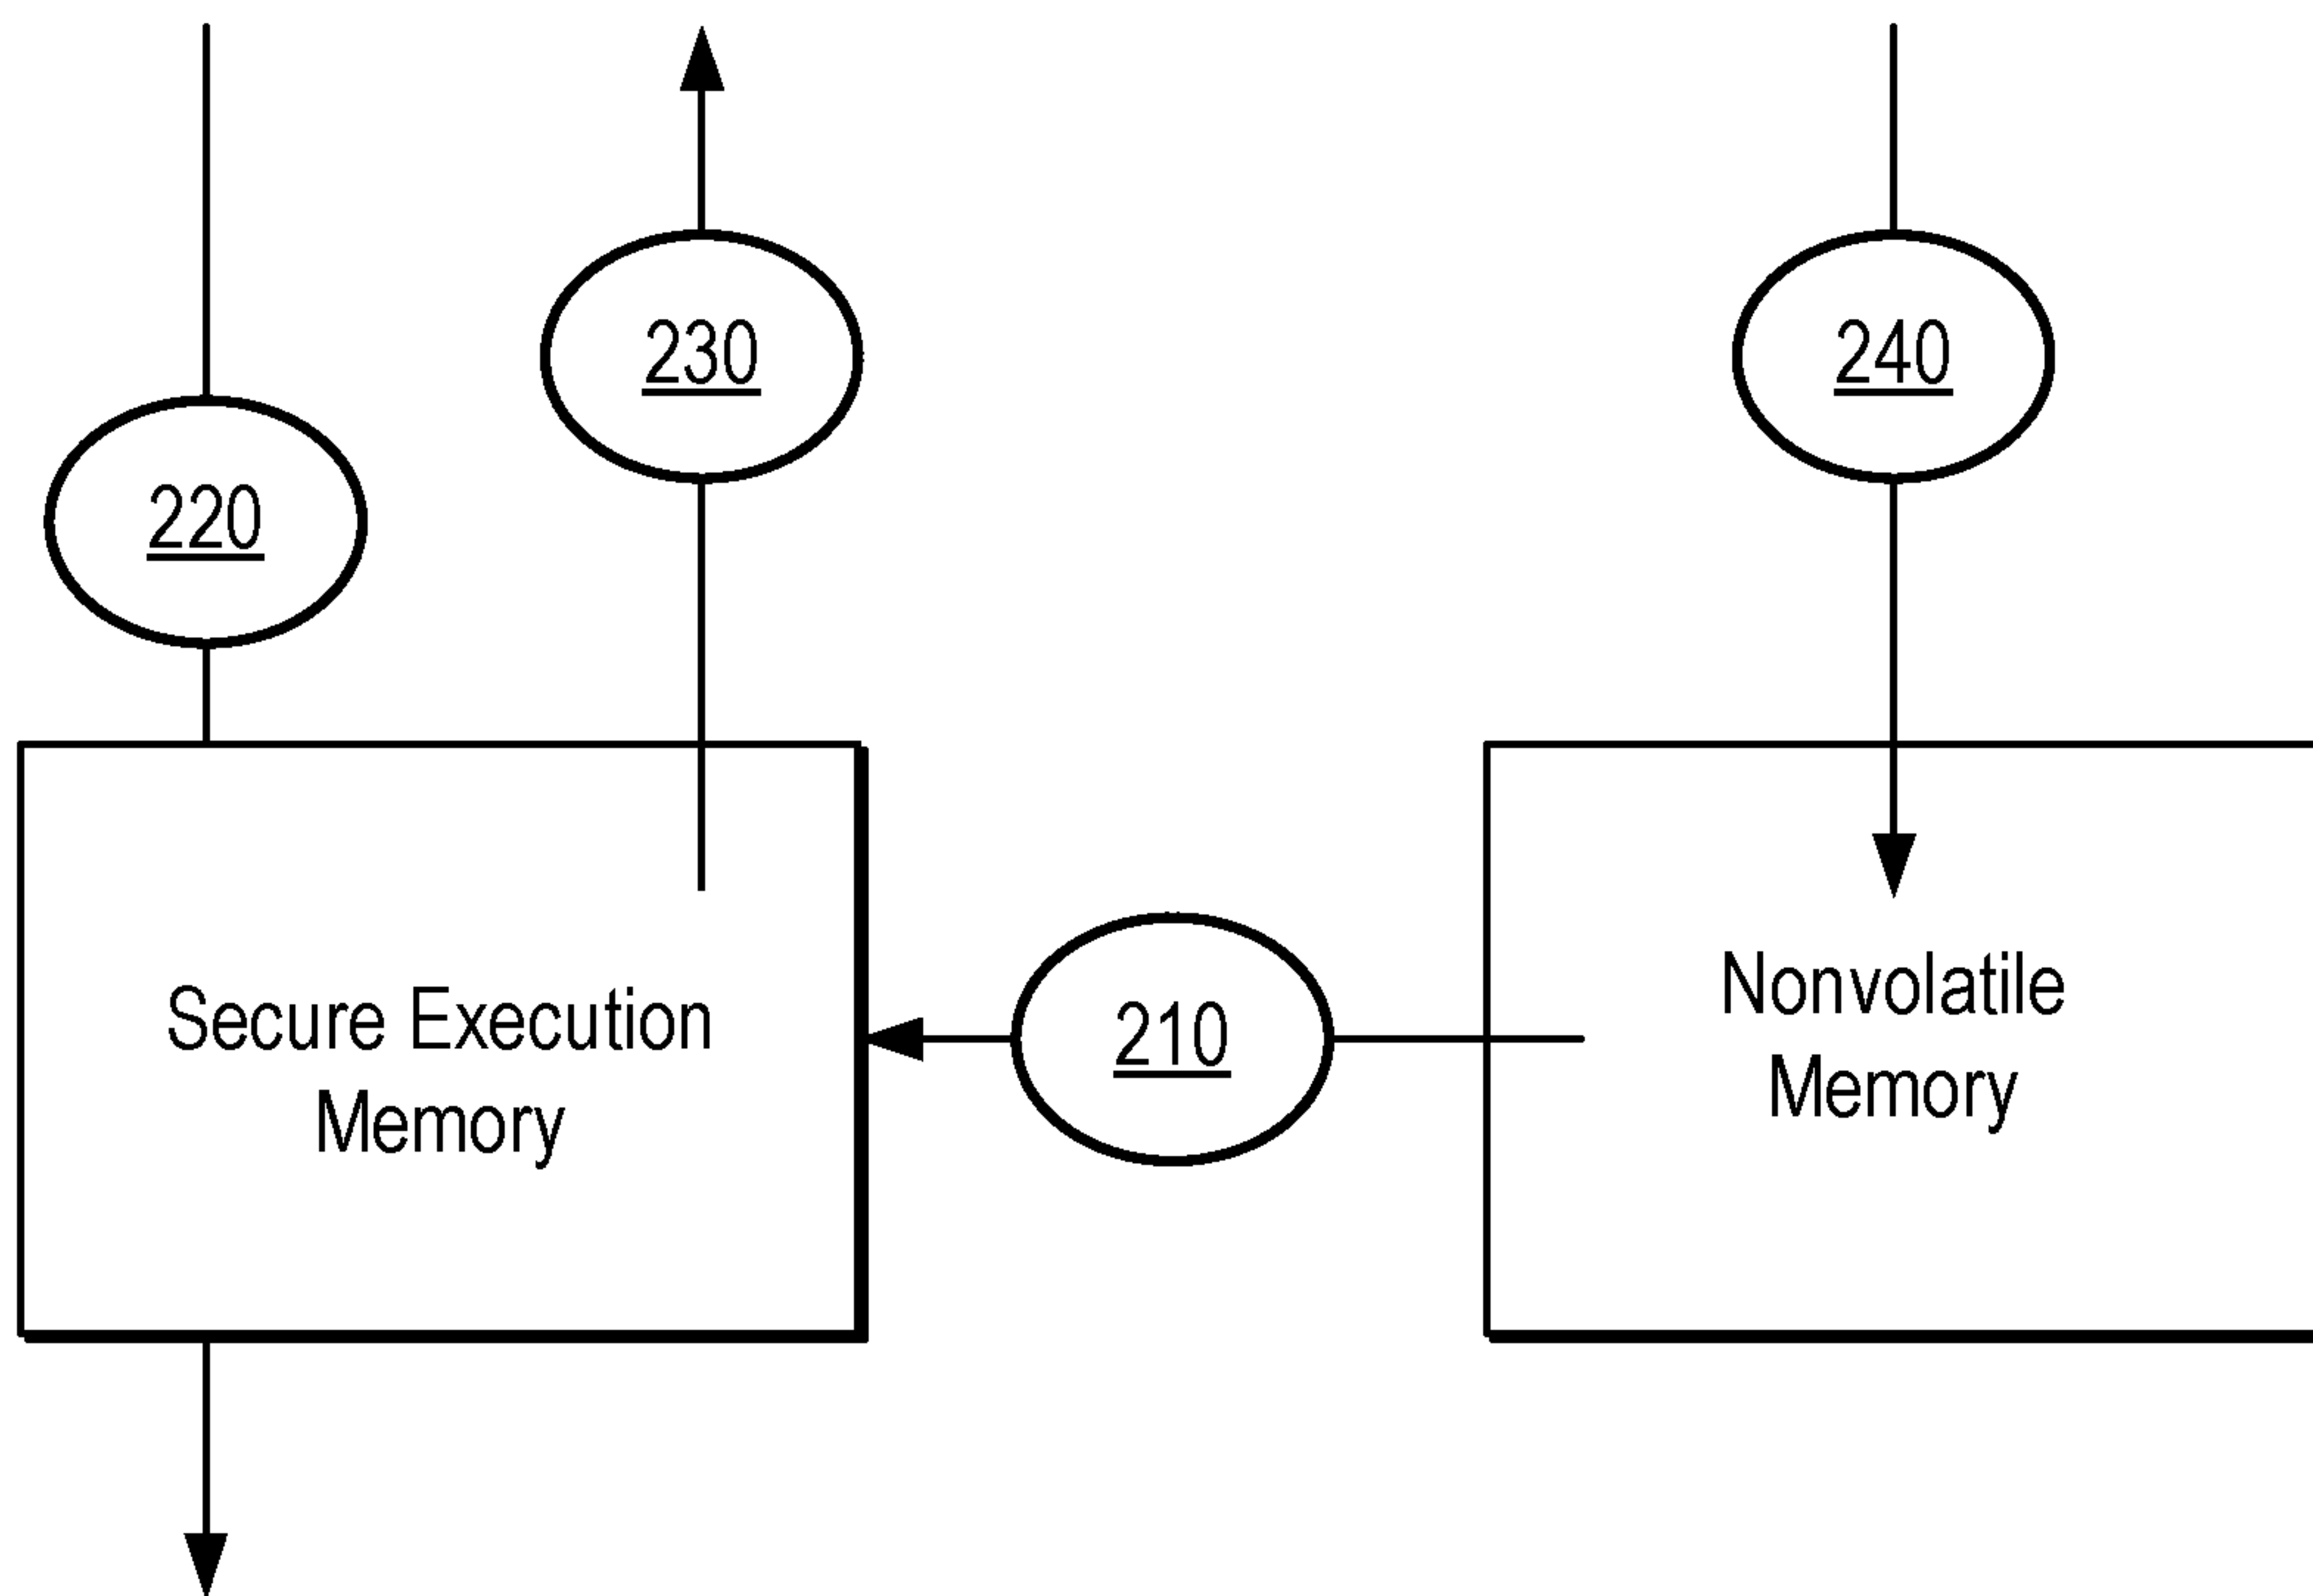 230
240
220
Secure Execution
Memory
210
Nonvolatile
Memory